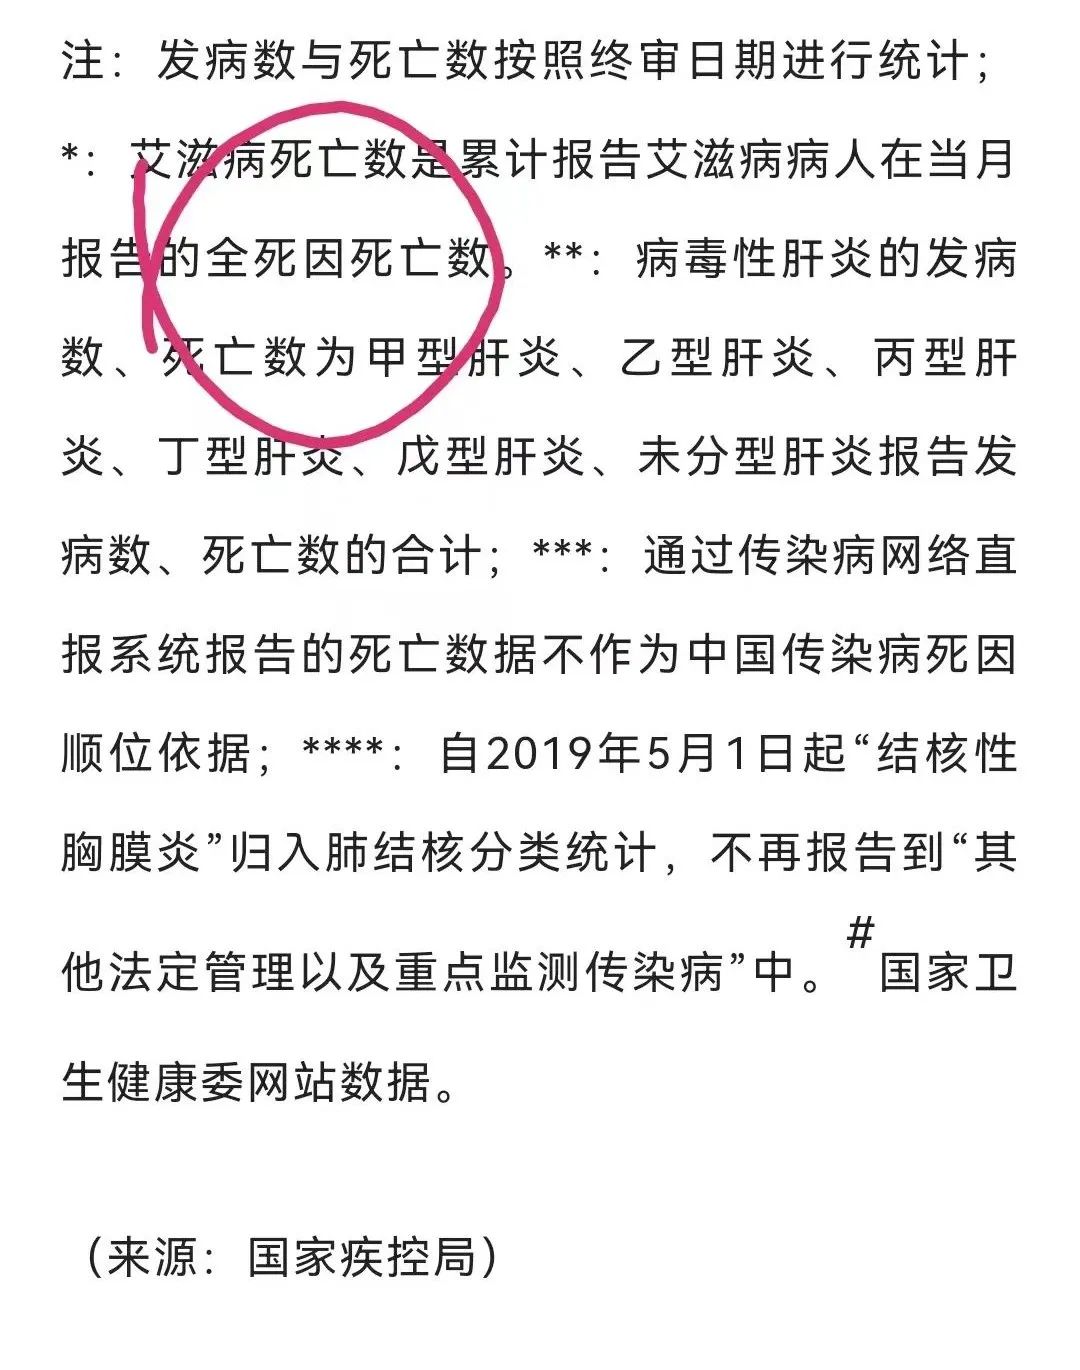 注：发病数与死亡数按照终审日期进行统计；
*：艾滋病死亡数是累计报告艾滋病病人在当月
报告的全死因死亡数。**：病毒性肝炎的发病
数、死亡数为甲型肝炎、乙型肝炎、丙型肝
炎、丁型肝炎、戊型肝炎、未分型肝炎报告发
病数、死亡数的合计；***：通过传染病网络直
报系统报告的死亡数据不作为中国传染病死因
顺位依据；****：自2019年5月1日起“结核性
胸膜炎”归入肺结核分类统计，不再报告到“其
他法定管理以及重点监测传染病”中。#国家卫
生健康委网站数据。
（来源：国家疾控局）